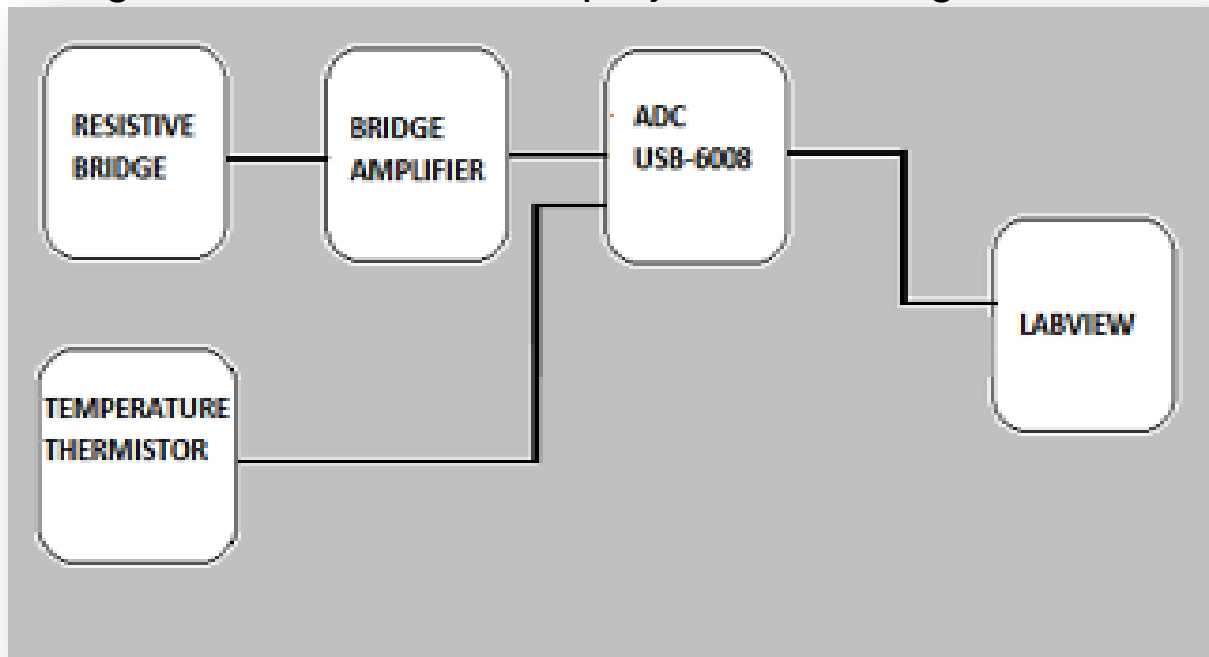 RESISTIVE
BRIDGE
BRIDGE
AMPLIFIER
ADC
USB-6008
LABVIEW
TEMPERATURE
THERMISTOR